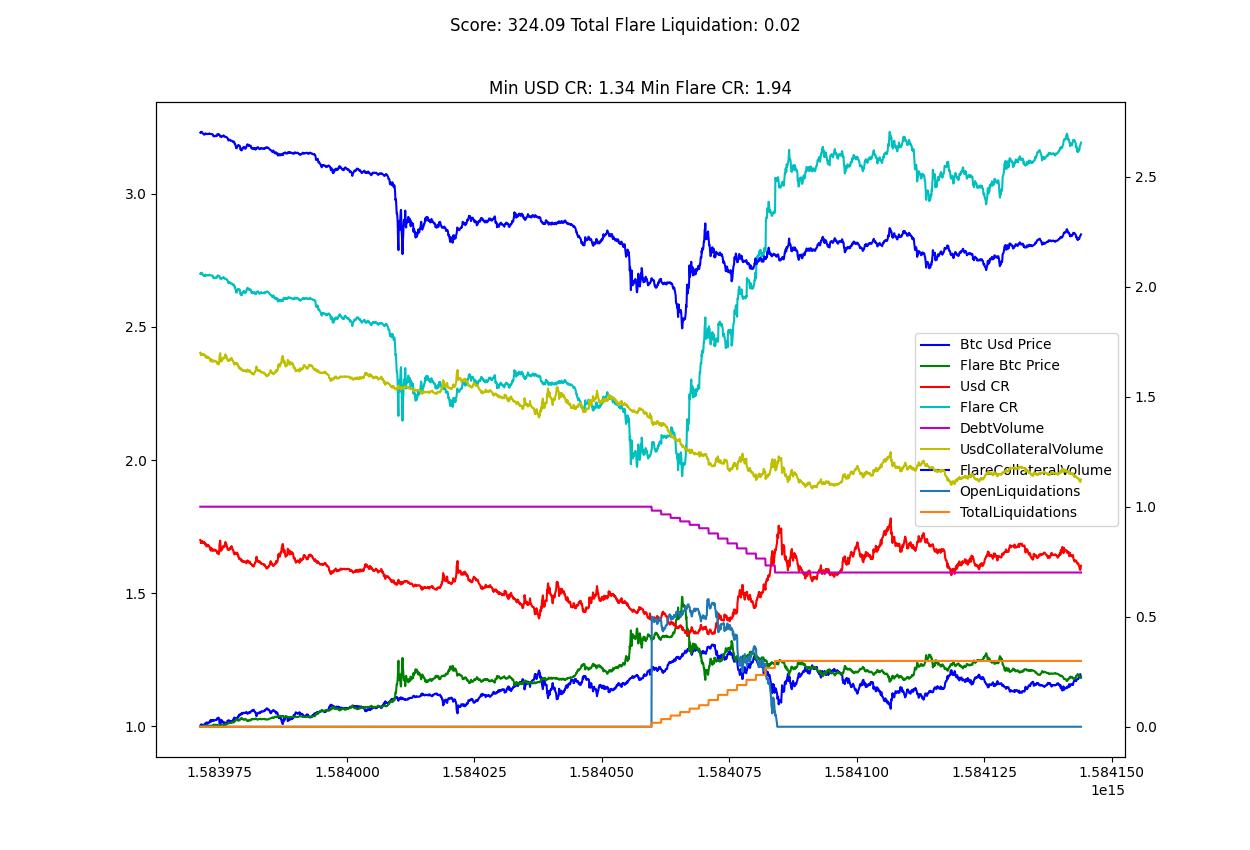 Score: 324.09 Total Flare Liquidation: 0.02
Min USD CR: 1.34 Min Flare CR: 1.94
3.0
2.5
2.0
1.5
1.0
2.5
2.0
1.5
1.0
0.5
0.0
Btc Usd Price
Flare Btc Price
Usd CR
Flare CR
DebtVolume
UsdCollateralVolume
FlareCollateralVolume
OpenLiquidations
TotalLiquidations
1.583975 1.584000 1.584025 1.584050 1.584075 1.584100 1.584125 1.584150
1e15